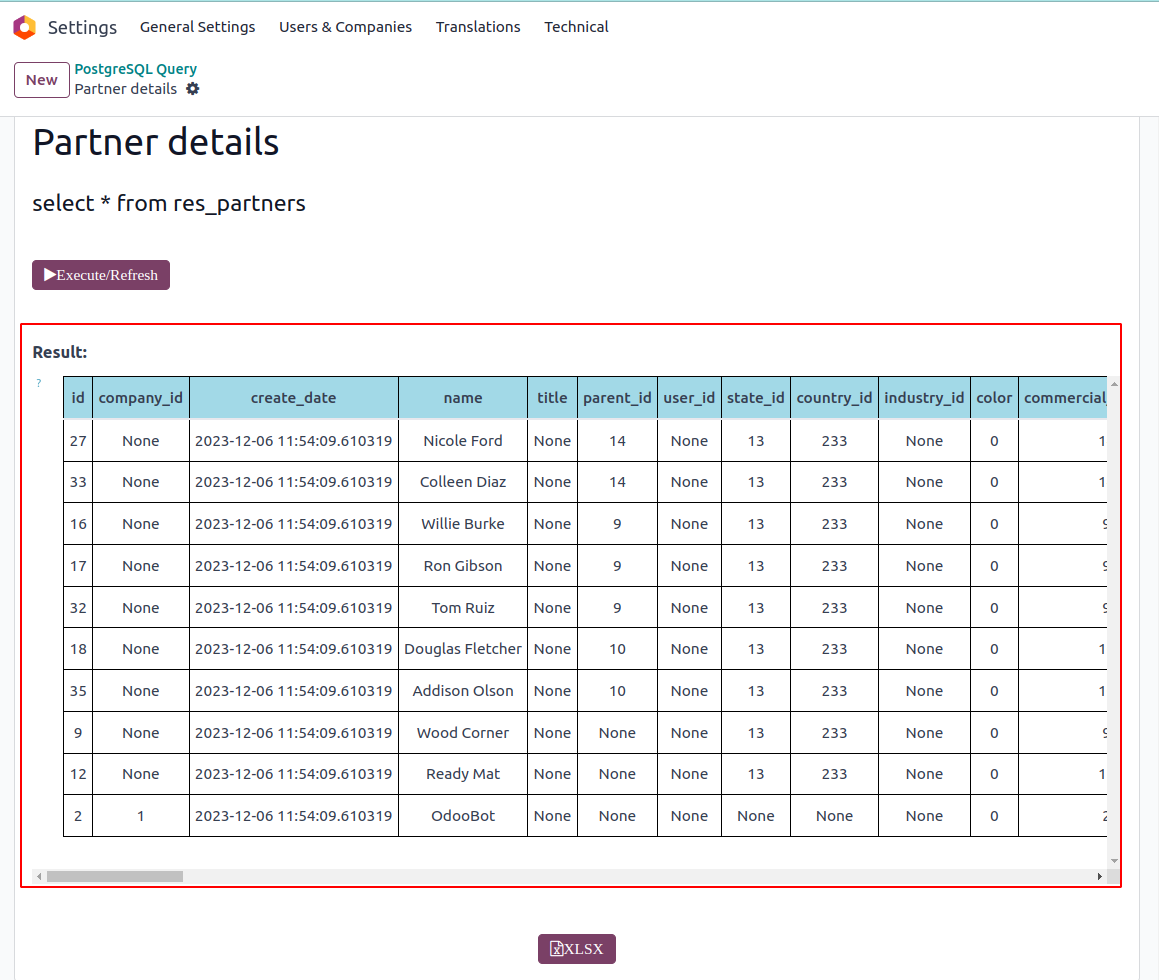 Settings General Settings Users & Companies Translations Technical
New PostgreSQL Query
Partner details
Partner details
select * from res_partners
Execute/Refresh
Result:
?
id company_id create_date name title parent_id user_id state_id country_id industry_id color commercial
27 None 2023-12-06 11:54:09.610319 Nicole Ford None 14 None 13 233 None 0 1
33 None 2023-12-06 11:54:09.610319 Colleen Diaz None 14 None 13 233 None 0 1
16 None 2023-12-06 11:54:09.610319 Willie Burke None 9 None 13 233 None 0 9
17 None 2023-12-06 11:54:09.610319 Ron Gibson None 9 None 13 233 None 0 9
32 None 2023-12-06 11:54:09.610319 Tom Ruiz None 9 None 13 233 None 0 9
18 None 2023-12-06 11:54:09.610319 Douglas Fletcher None 10 None 13 233 None 0 1
35 None 2023-12-06 11:54:09.610319 Addison Olson None 10 None 13 233 None 0 1
9 None 2023-12-06 11:54:09.610319 Wood Corner None None None 13 233 None 0 9
12 None 2023-12-06 11:54:09.610319 Ready Mat None None None 13 233 None 0 1
2 1 2023-12-06 11:54:09.610319 OdooBot None None None None None None 0 2
XLSX